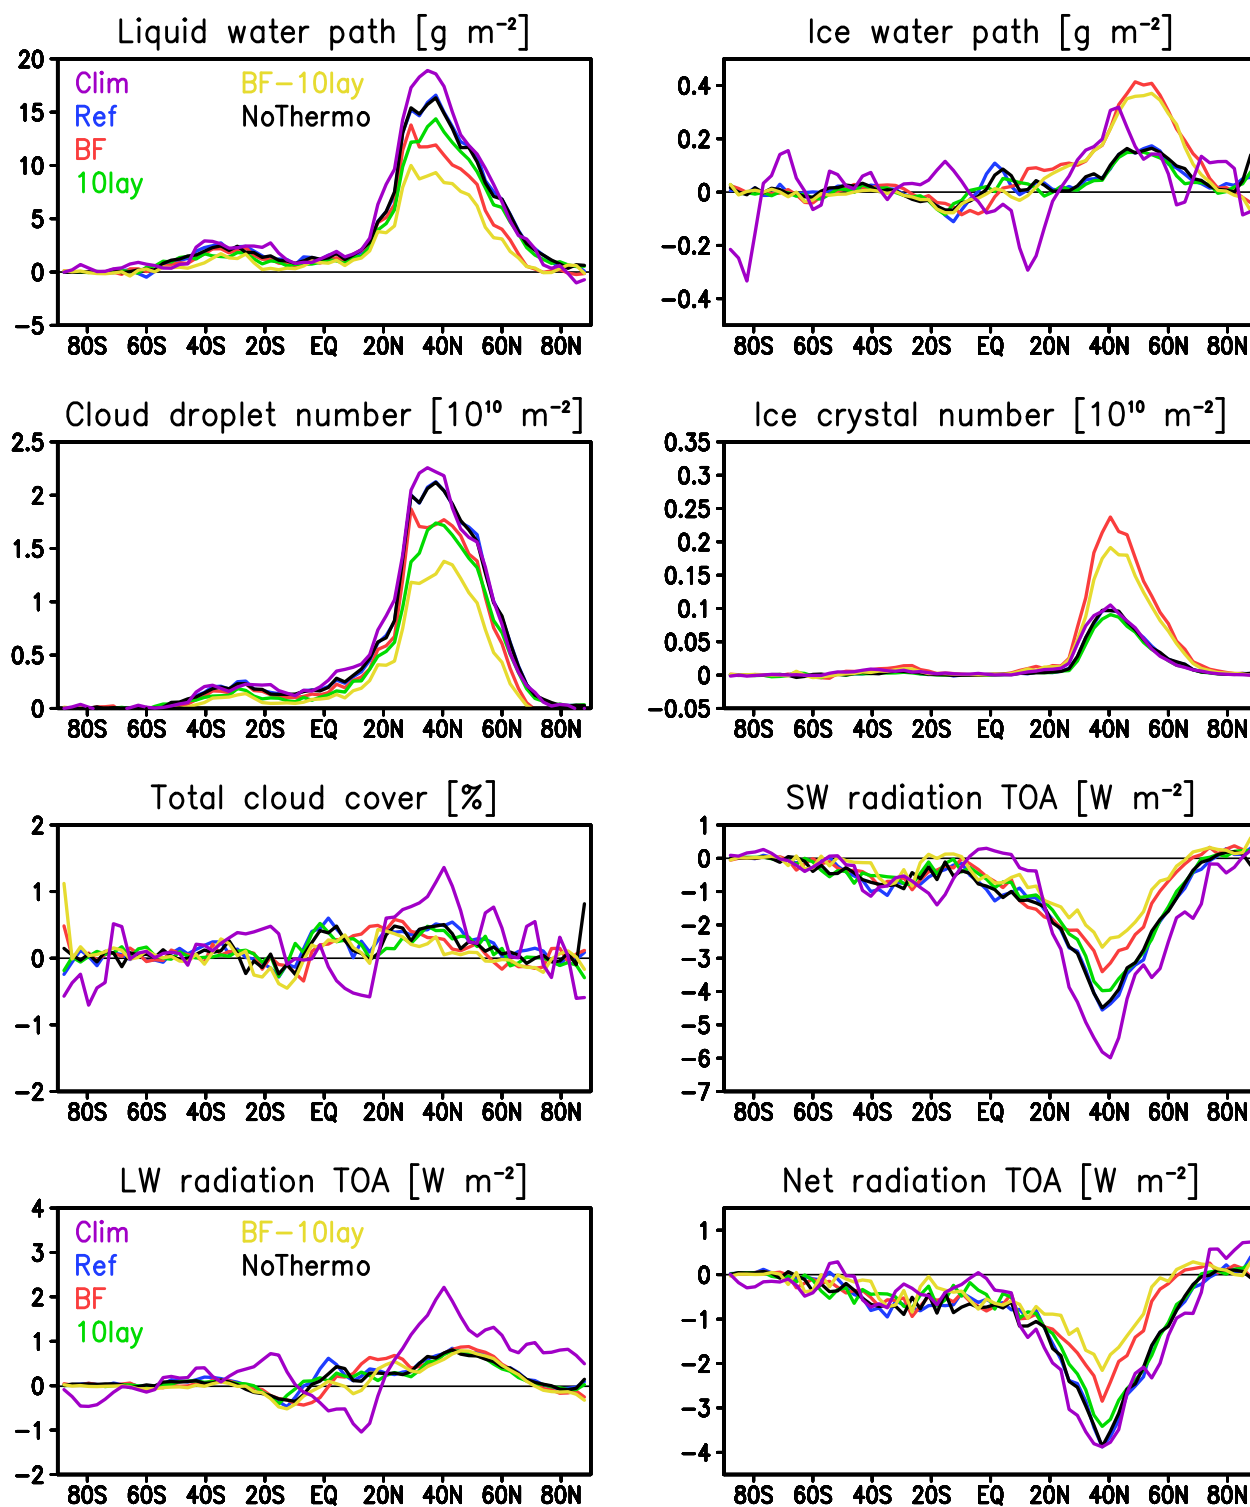 Liquid water path [g m⁻²]
20
15
10
5
0
−5
Clim
Ref
BF
10lay
BF−10lay
NoThermo
80S 60S 40S 20S EQ 20N 40N 60N 80N
Ice water path [g m⁻²]
0.4
0.2
0
−0.2
−0.4
80S 60S 40S 20S EQ 20N 40N 60N 80N
Cloud droplet number [10¹⁰ m⁻²]
2.5
2
1.5
1
0.5
0
80S 60S 40S 20S EQ 20N 40N 60N 80N
Ice crystal number [10¹⁰ m⁻²]
0.35
0.3
0.25
0.2
0.15
0.1
0.05
0
−0.05
80S 60S 40S 20S EQ 20N 40N 60N 80N
Total cloud cover [%]
2
1
0
−1
−2
80S 60S 40S 20S EQ 20N 40N 60N 80N
SW radiation TOA [W m⁻²]
1
0
−1
−2
−3
−4
−5
−6
−7
80S 60S 40S 20S EQ 20N 40N 60N 80N
LW radiation TOA [W m⁻²]
4
3
2
1
0
−1
−2
Clim
Ref
BF
10lay
BF−10lay
NoThermo
80S 60S 40S 20S EQ 20N 40N 60N 80N
Net radiation TOA [W m⁻²]
1
0
−1
−2
−3
−4
80S 60S 40S 20S EQ 20N 40N 60N 80N